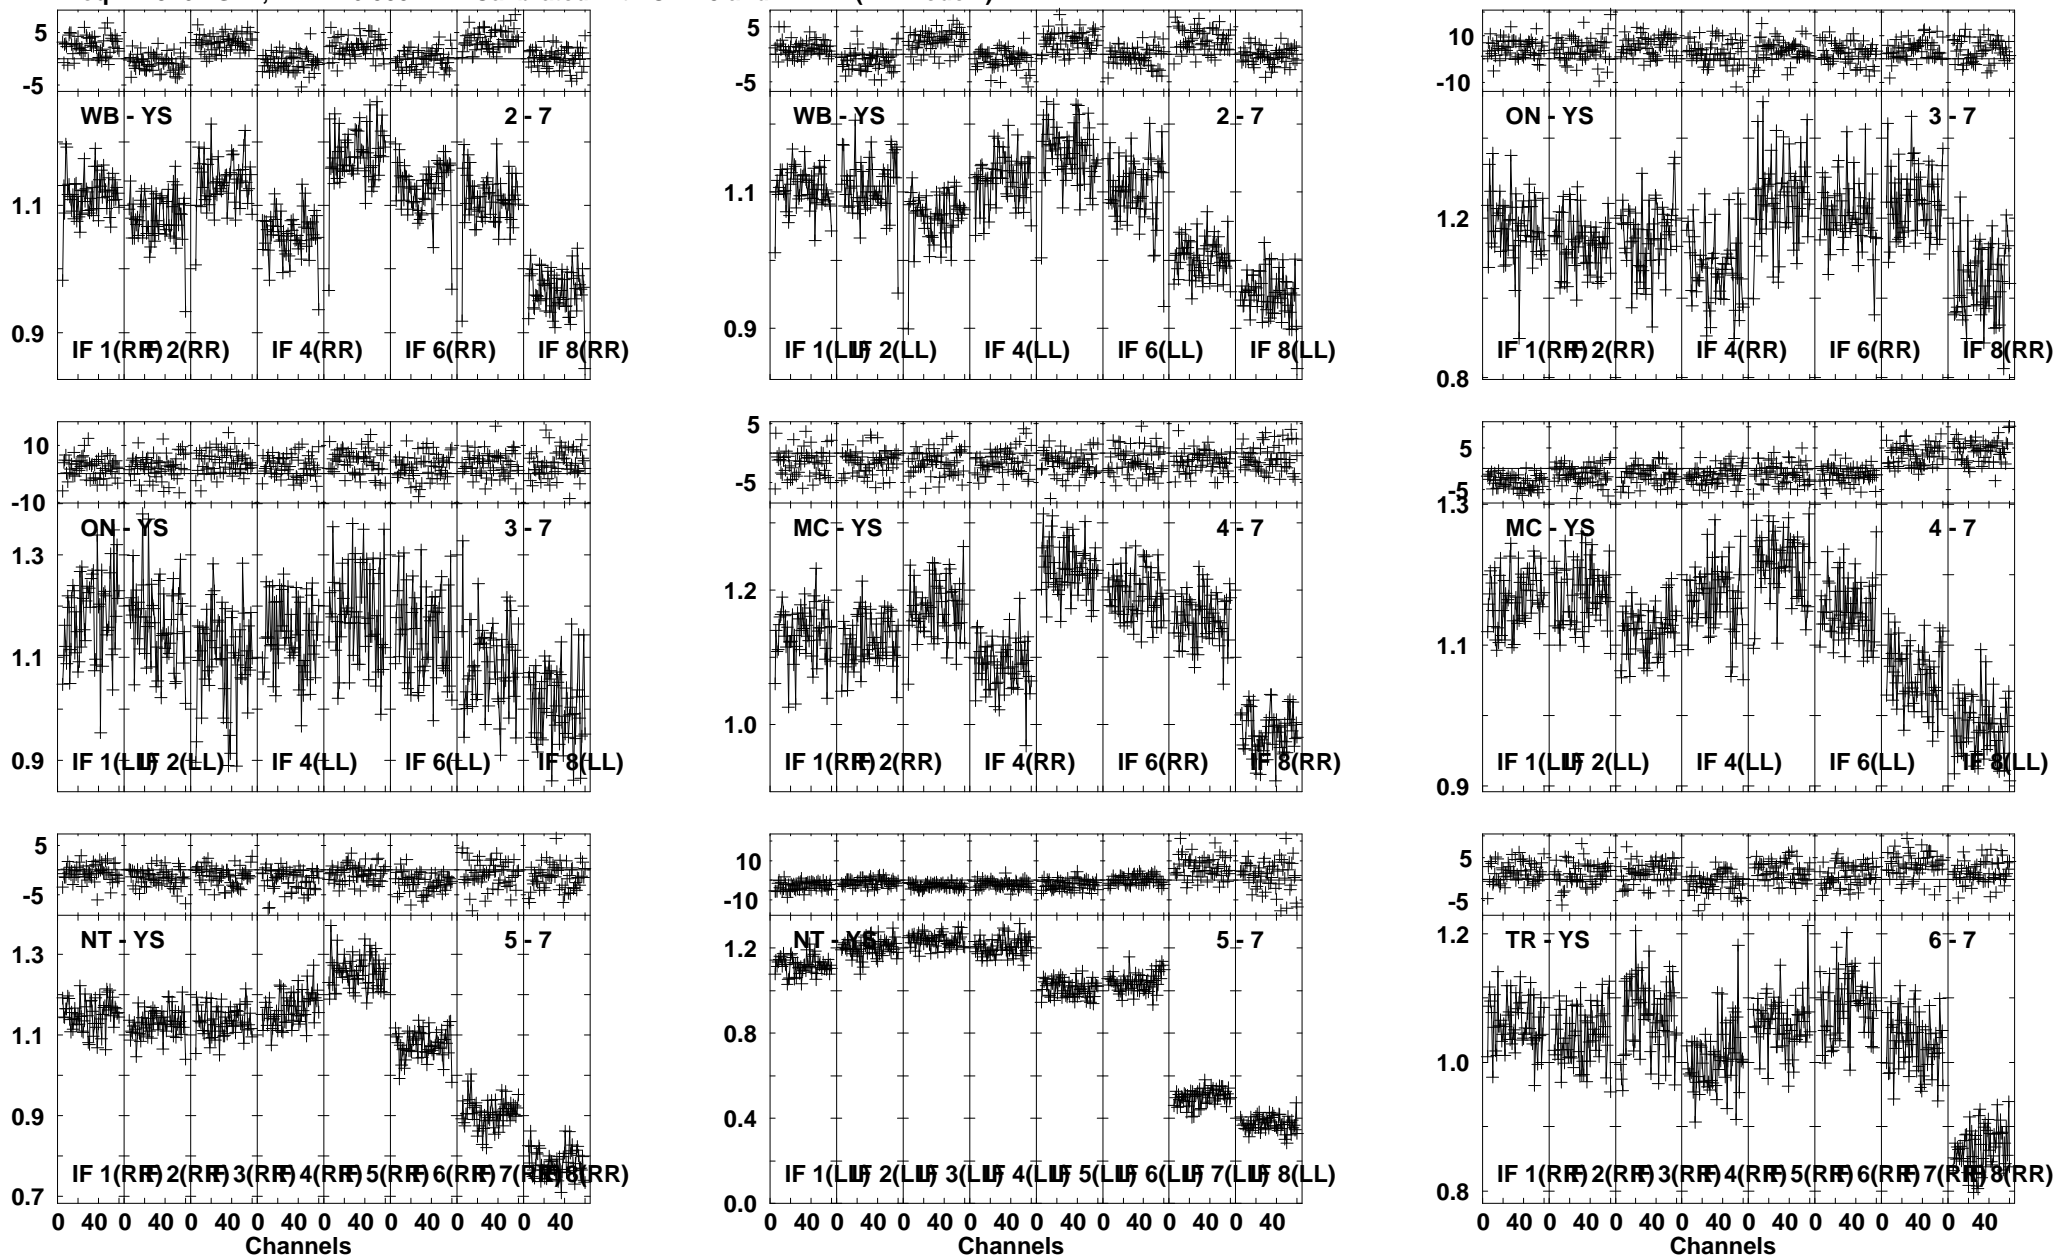 5 5 10
-5 -5 -10
WB - YS 2 - 7 WB - YS 2 - 7 ON - YS 3 - 7
1.1 1.1 1.2
0.9 0.9 0.8
IF 1(RR) IF 2(RR) IF 4(RR) IF 6(RR) IF 8(RR) IF 1(LL) IF 2(LL) IF 4(LL) IF 6(LL) IF 8(LL) IF 1(RR) IF 2(RR) IF 4(RR) IF 6(RR) IF 8(RR)
10 5 5
-10 -5 -5
ON - YS 3 - 7 MC - YS 4 - 7 MC - YS 4 - 7
1.3 1.2 1.3
1.1 1.0 1.1
0.9 0.9
IF 1(LL) IF 2(LL) IF 4(LL) IF 6(LL) IF 8(LL) IF 1(RR) IF 2(RR) IF 4(RR) IF 6(RR) IF 8(RR) IF 1(LL) IF 2(LL) IF 4(LL) IF 6(LL) IF 8(LL)
5 10 5
-5 -10 -5
NT - YS 5 - 7 NT - YS 5 - 7 TR - YS 6 - 7
1.3 1.2 1.2
1.1 0.8 1.0
0.9 0.4
0.7 0.0 0.8
IF 1(RR) IF 2(RR) IF 3(RR) IF 4(RR) IF 5(RR) IF 6(RR) IF 7(RR) IF 8(RR) IF 1(LL) IF 2(LL) IF 3(LL) IF 4(LL) IF 5(LL) IF 6(LL) IF 7(LL) IF 8(LL) IF 1(RR) IF 2(RR) IF 3(RR) IF 4(RR) IF 5(RR) IF 6(RR) IF 7(RR) IF 8(RR)
0 40 0 40 0 40 0 40 0 40 0 40 0 40 0 40 0 40 0 40 0 40 0 40 0 40 0 40 0 40 0 40 0 40 0 40 0 40 0 40 0 40 0 40 0 40 0 40
Channels Channels Channels